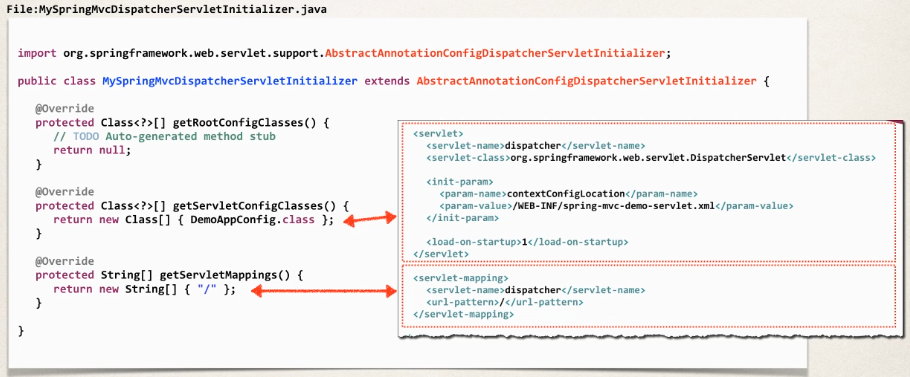 File:MySpringMvcDispatcherServletInitializer.java
import org.springframework.web.servlet.support.AbstractAnnotationConfigDispatcherServletInitializer;
public class MySpringMvcDispatcherServletInitializer extends AbstractAnnotationConfigDispatcherServletInitializer {
@Override
protected Class<?>[] getRootConfigClasses() {
// TODO Auto-generated method stub
return null;
}
@Override
protected Class<?>[] getServletConfigClasses() {
return new Class[] { DemoAppConfig.class };
}
@Override
protected String[] getServletMappings() {
return new String[] { "/" };
}
}
<servlet>
<servlet-name>dispatcher</servlet-name>
<servlet-class>org.springframework.web.servlet.DispatcherServlet</servlet-class>
<init-param>
<param-name>contextConfigLocation</param-name>
<param-value>/WEB-INF/spring-mvc-demo-servlet.xml</param-value>
</init-param>
<load-on-startup>1</load-on-startup>
</servlet>
<servlet-mapping>
<servlet-name>dispatcher</servlet-name>
<url-pattern>/</url-pattern>
</servlet-mapping>